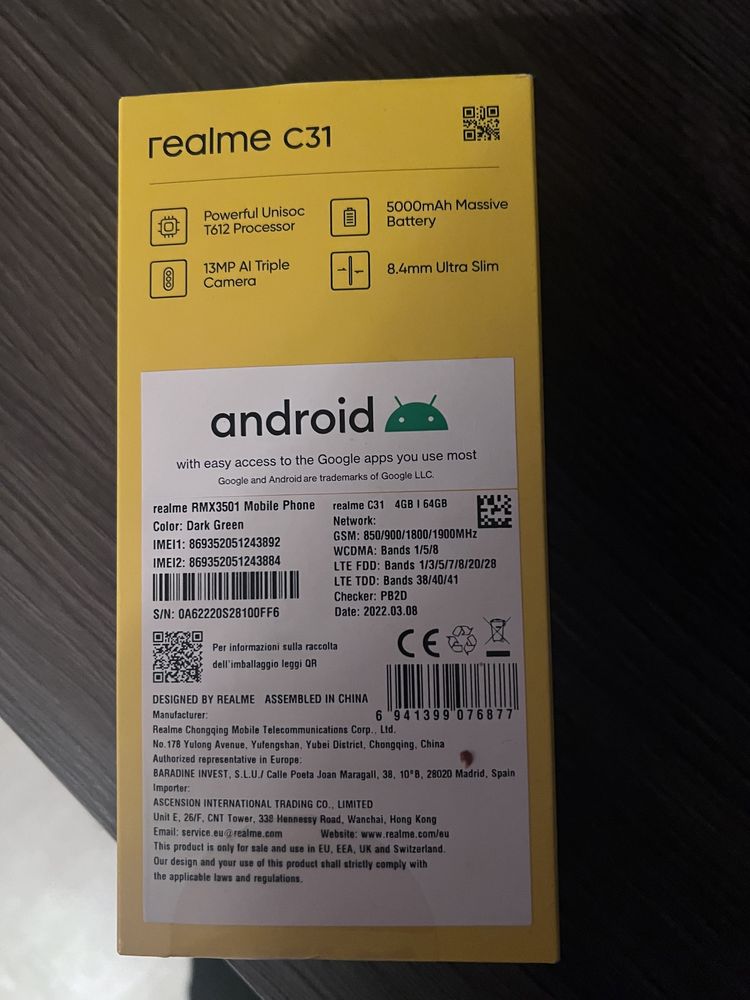 realme C31
Powerful Unisoc
T612 Processor
5000mAh Massive
Battery
13MP AI Triple
Camera
8.4mm Ultra Slim
android
with easy access to the Google apps you use most
Google and Android are trademarks of Google LLC.
realme RMX3501 Mobile Phone
Color: Dark Green
IMEI1: 869352051243892
IMEI2: 869352051243884
S/N: 0A62220S28100FF6
realme C31 4GB | 64GB
Network:
GSM: 850/900/1800/1900MHz
WCDMA: Bands 1/5/8
LTE FDD: Bands 1/3/5/7/8/20/28
LTE TDD: Bands 38/40/41
Checker: PB2D
Date: 2022.03.08
Per informazioni sulla raccolta
dell'imballaggio leggi QR
CE
DESIGNED BY REALME ASSEMBLED IN CHINA
6 941399 076877
Manufacturer:
Realme Chongqing Mobile Telecommunications Corp., Ltd.
No.178 Yulong Avenue, Yufengshan, Yubei District, Chongqing, China
Authorized representative in Europe:
BARADINE INVEST, S.L.U./ Calle Poeta Joan Maragall, 38, 10ºB, 28020 Madrid, Spain
Importer:
ASCENSION INTERNATIONAL TRADING CO., LIMITED
Unit E, 26/F, CNT Tower, 338 Hennessy Road, Wanchai, Hong Kong
Email: service.eu@realme.com Website: www.realme.com/eu
This product is only for sale and use in EU, EEA, UK and Switzerland.
Our design and your use of this product shall strictly comply with
the applicable laws and regulations.